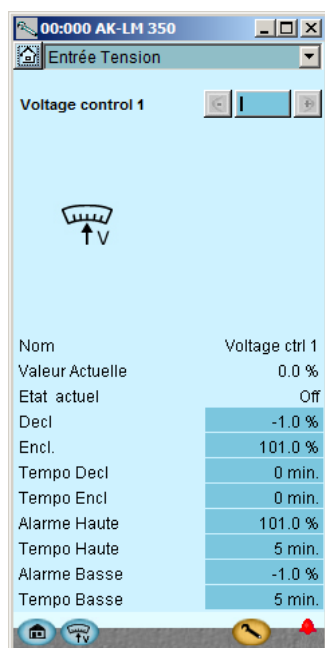 00:000 AK-LM 350
Entrée Tension
Voltage control 1
V
Nom Voltage ctrl 1
Valeur Actuelle 0.0 %
Etat actuel Off
Decl -1.0 %
Encl. 101.0 %
Tempo Decl 0 min.
Tempo Encl 0 min.
Alarme Haute 101.0 %
Tempo Haute 5 min.
Alarme Basse -1.0 %
Tempo Basse 5 min.
V